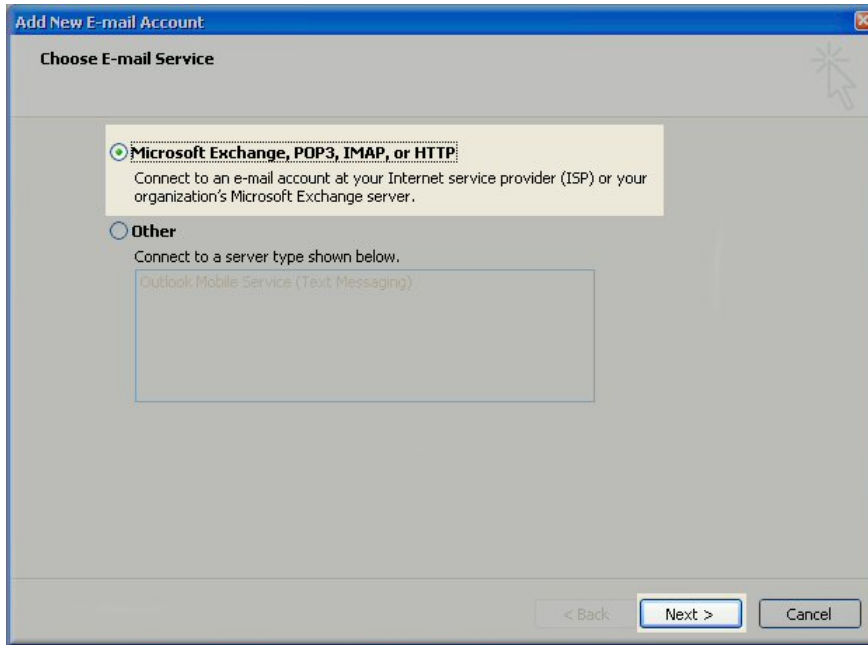 Add New E-mail Account
Choose E-mail Service
Microsoft Exchange, POP3, IMAP, or HTTP
Connect to an e-mail account at your Internet service provider (ISP) or your
organization's Microsoft Exchange server.
Other
Connect to a server type shown below.
Outlook Mobile Service (Text Messaging)
< Back
Next >
Cancel